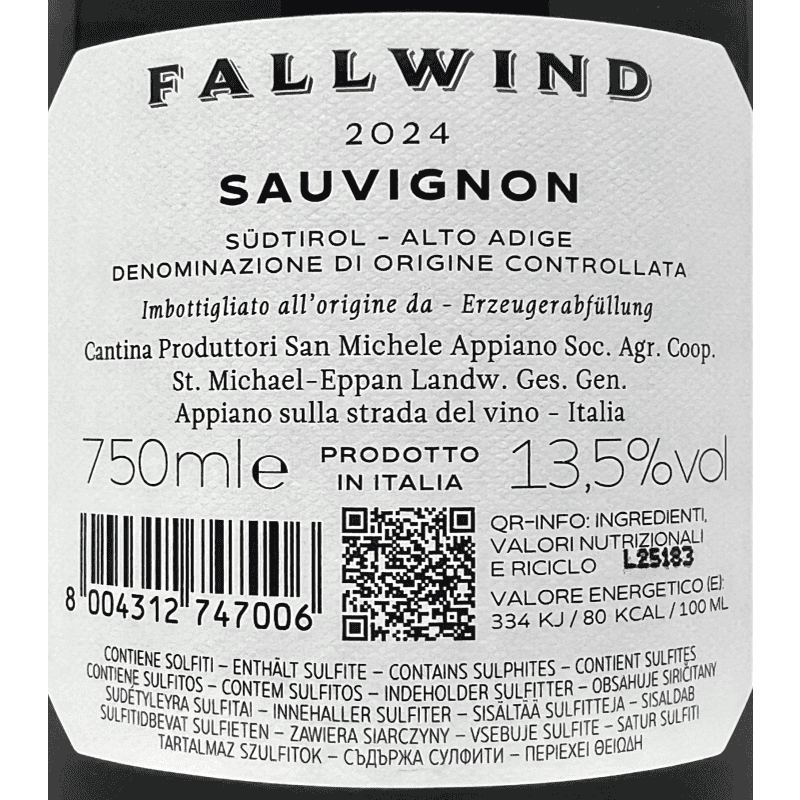 FALLWIND
2024
SAUVIGNON
SÜDTIROL - ALTO ADIGE
DENOMINAZIONE DI ORIGINE CONTROLLATA
Imbottigliato all'origine da - Erzeugerabfüllung
Cantina Produttori San Michele Appiano Soc. Agr. Coop.
St. Michael-Eppan Landw. Ges. Gen.
Appiano sulla strada del vino - Italia
750ml e
PRODOTTO
IN ITALIA
13,5%vol
8 004312 747006
QR-INFO: INGREDIENTI,
VALORI NUTRIZIONALI
E RICICLO
L25183
VALORE ENERGETICO (E):
334 KJ / 80 KCAL / 100 ML
CONTIENE SOLFITI – ENTHÄLT SULFITE – CONTAINS SULPHITES – CONTIENT SULFITES
CONTIENE SULFITOS – CONTEM SULFITOS – INDEHOLDER SULFITTER – OBSAHUJE SIRIČITANY
SUDĖTYLEYRA SULFITAI – INNEHALLER SULFITER – SISÄLTÄÄ SULFITTEJA – SISALDAB
SULFITIDBEVAT SULFIETEN – ZAWIERA SIARCZYNY – VSEBUJE SULFITE – SATUR SULFITI
TARTALMAZ SZULFITOK – СЪДЪРЖА СУЛФИТИ – ΠΕΡΙΕΧΕΙ ΘΕΙΩΔΗ